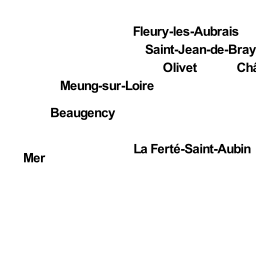 Fleury-les-Aubrais
Saint-Jean-de-Bray
Olivet
Meung-sur-Loire
Beaugency
La Ferté-Saint-Aubin
Mer